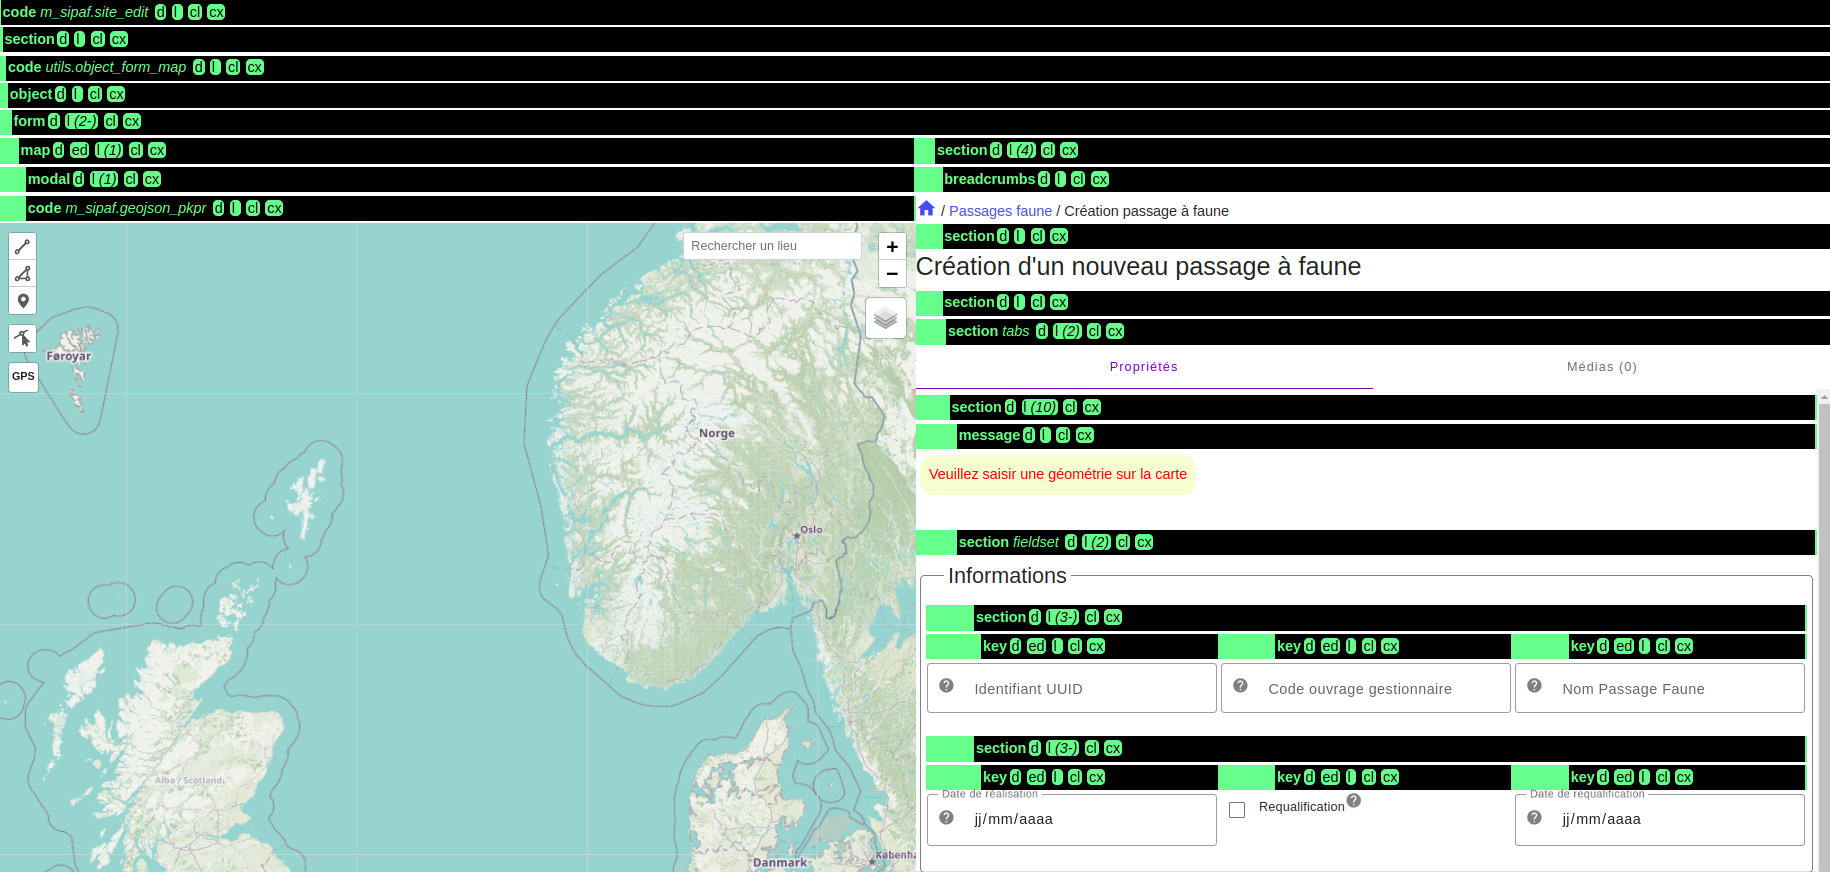 code m_sipaf.site_edit d l cl cx
section d l cl cx
code utils.object_form_map d l cl cx
object d l cl cx
form d l (2-) cl cx
map d ed l (1) cl cx
section d l (4) cl cx
modal d l (1) cl cx
breadcrumbs d l cl cx
code m_sipaf.geojson_pkpr d l cl cx
/ Passages faune / Création passage à faune
section d l cl cx
Rechercher un lieu
+
−
GPS
Føroyar
Norge
Oslo
Alba / Scotland
Danmark
Københa
Création d'un nouveau passage à faune
section d l cl cx
section tabs d l (2) cl cx
Propriétés
Médias (0)
section d l (10) cl cx
message d l cl cx
Veuillez saisir une géométrie sur la carte
section fieldset d l (2) cl cx
Informations
section d l (3-) cl cx
key d ed l cl cx
key d ed l cl cx
key d ed l cl cx
Identifiant UUID
Code ouvrage gestionnaire
Nom Passage Faune
section d l (3-) cl cx
key d ed l cl cx
key d ed l cl cx
key d ed l cl cx
Date de réalisation
jj/mm/aaaa
Requalification
Date de requalification
jj/mm/aaaa